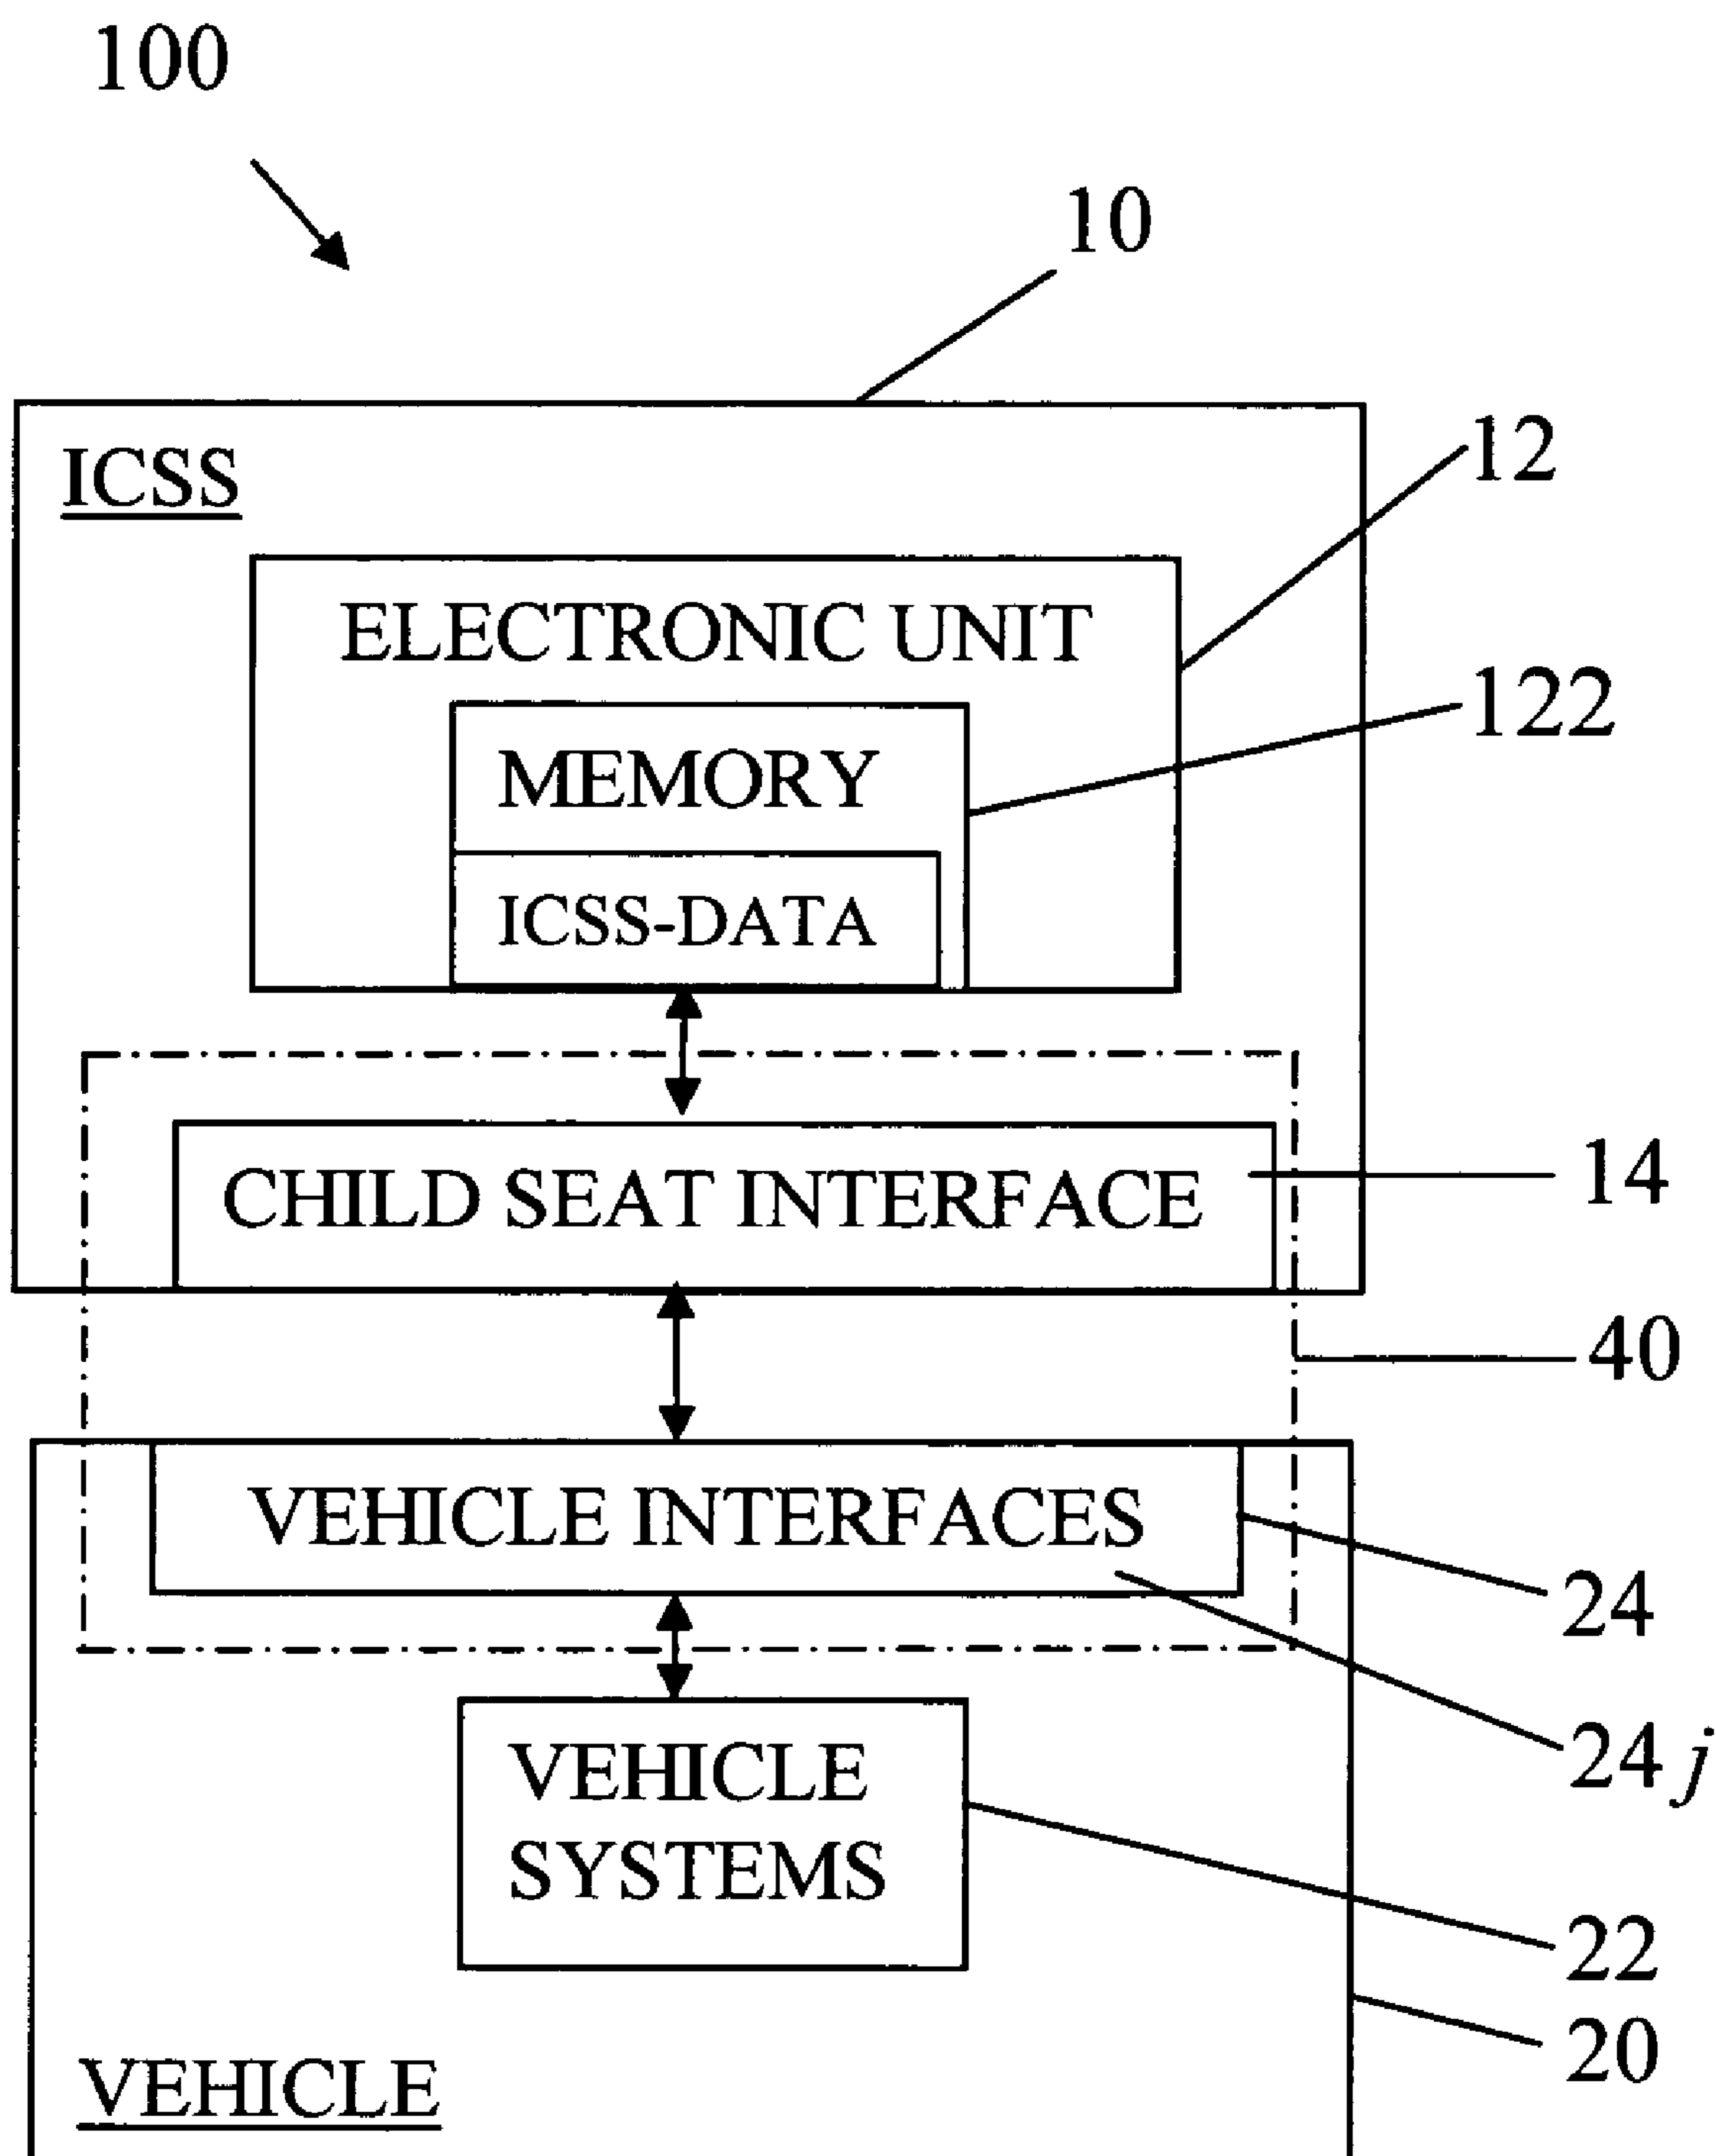 100
10
ICSS
12
ELECTRONIC UNIT
122
MEMORY
ICSS-DATA
CHILD SEAT INTERFACE
14
40
VEHICLE INTERFACES
24
24 j
VEHICLE
SYSTEMS
22
20
VEHICLE